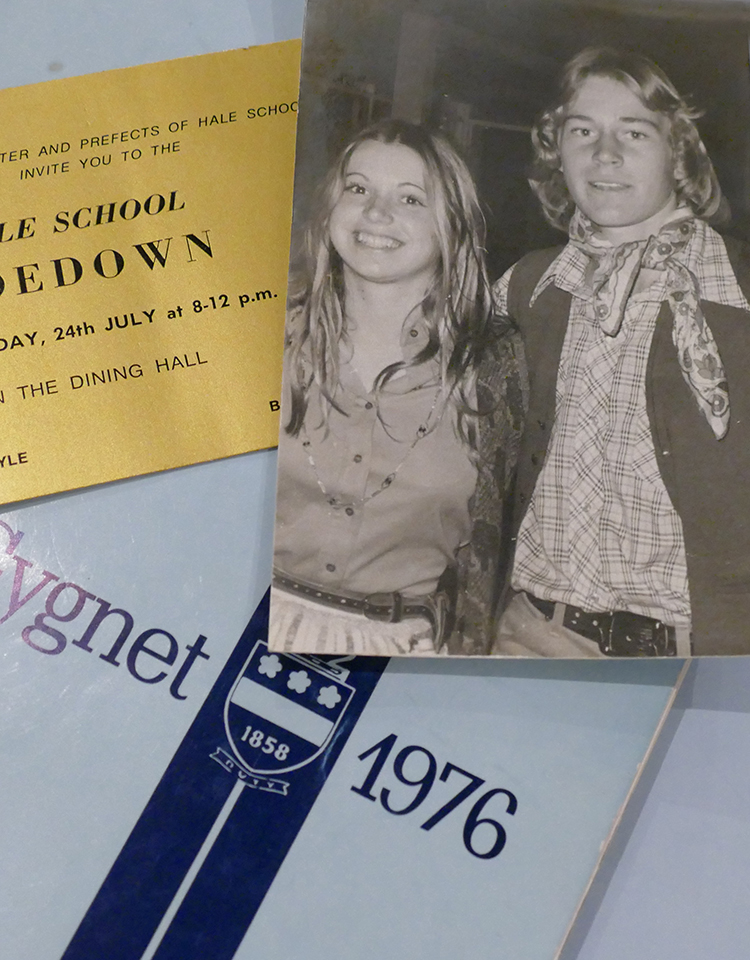 TER AND PREFECTS OF HALE SCHOO
INVITE YOU TO THE
LE SCHOOL
DEDOWN
DAY, 24th JULY at 8-12 p.m.
N THE DINING HALL
B
YLE
Cygnet
1858
DUTY
1976